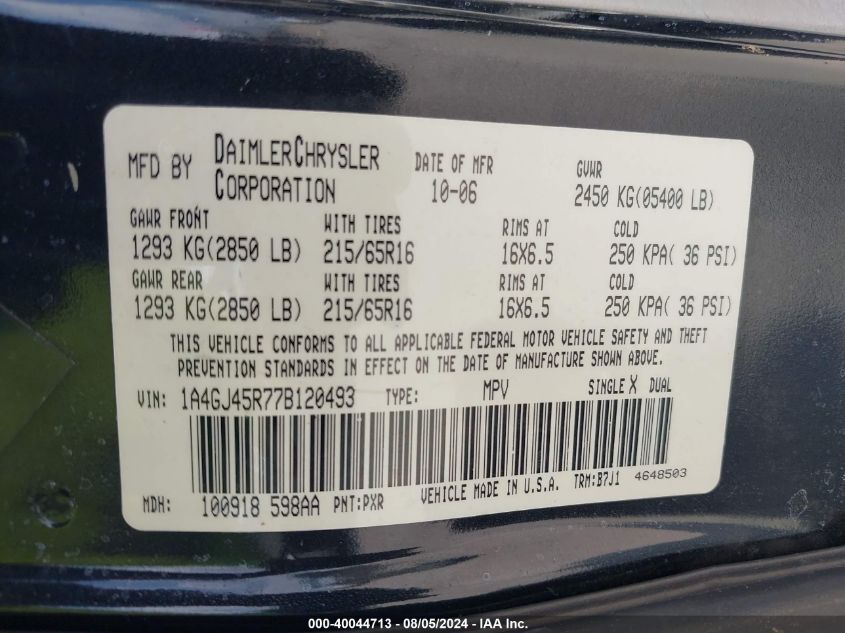 MFD BY DAIMLERCHRYSLER CORPORATION DATE OF MFR 10-06 GVWR 2450 KG(05400 LB)
GAWR FRONT WITH TIRES RIMS AT COLD
1293 KG(2850 LB) 215/65R16 16X6.5 250 KPA( 36 PSI)
GAWR REAR WITH TIRES RIMS AT COLD
1293 KG(2850 LB) 215/65R16 16X6.5 250 KPA( 36 PSI)
THIS VEHICLE CONFORMS TO ALL APPLICABLE FEDERAL MOTOR VEHICLE SAFETY AND THEFT
PREVENTION STANDARDS IN EFFECT ON THE DATE OF MANUFACTURE SHOWN ABOVE.
VIN: 1A4GJ45R77B120493 TYPE: MPV SINGLE X DUAL
MDH: 100918 598AA PNT:PXR VEHICLE MADE IN U.S.A. TRM:B7J1 4648503
000-40044713 - 08/05/2024 - IAA Inc.